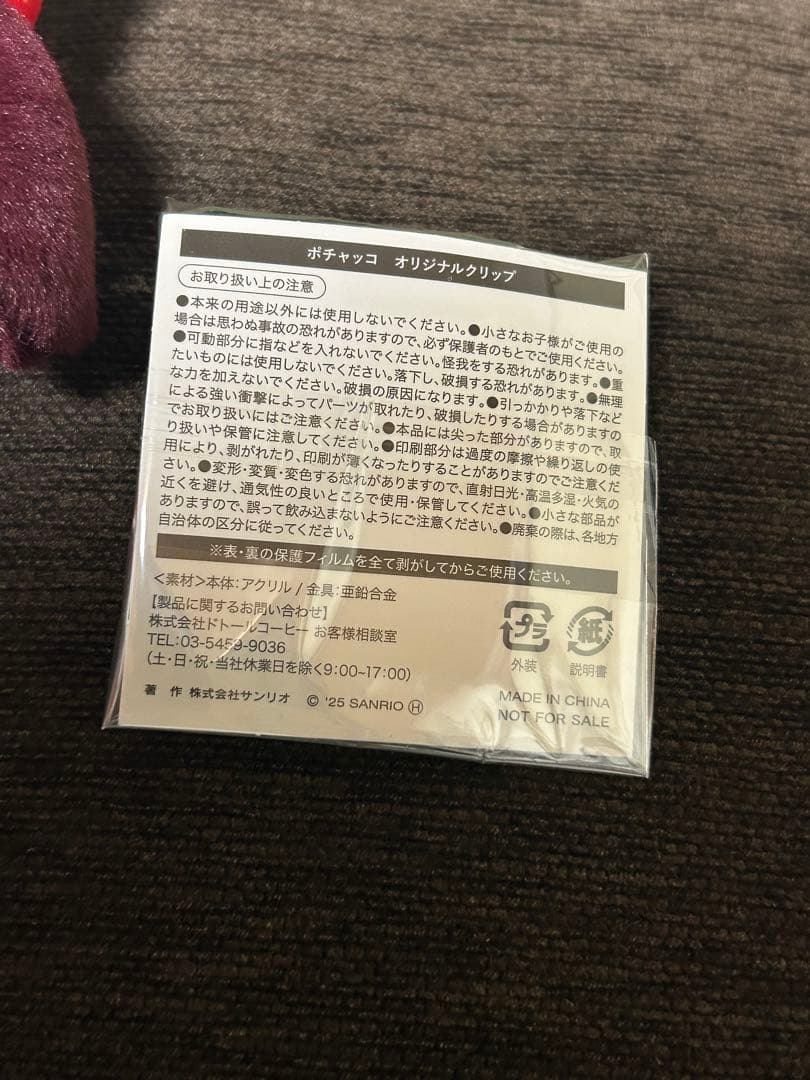 ポチャッコ オリジナルクリップ
お取り扱い上の注意
●本来の用途以外には使用しないでください。●小さなお子様がご使用の
場合は思わぬ事故の恐れがありますので、必ず保護者のもとでご使用ください。
●可動部分に指などを入れないでください。怪我をする恐れがあります。●重
たいものには使用しないでください。落下し、破損する恐れがあります。●無理
な力を加えないでください。破損の原因になります。●引っかかりや落下など
による強い衝撃によってパーツが取れたり、破損したりする場合がありますの
でお取り扱いにはご注意ください。●本品には尖った部分がありますので、取
り扱いや保管に注意してください。●印刷部分は過度の摩擦や繰り返しの使
用により、剥がれたり、印刷が薄くなったりすることがありますのでご注意くだ
さい。●変形・変質・変色する恐れがありますので、直射日光・高温多湿・火気の
近くを避け、通気性の良いところで使用・保管してください。●小さな部品が
ありますので、誤って飲み込まないようにご注意ください。●廃棄の際は、各地方
自治体の区分に従ってください。
※表・裏の保護フィルムを全て剥がしてからご使用ください。
＜素材＞本体:アクリル / 金具:亜鉛合金
【製品に関するお問い合わせ】
株式会社ドトールコーヒー お客様相談室
TEL:03-5459-9036
(土・日・祝・当社休業日を除く9:00~17:00)
プラ 紙
外装 説明書
著 作 株式会社サンリオ © '25 SANRIO Ⓗ
MADE IN CHINA
NOT FOR SALE